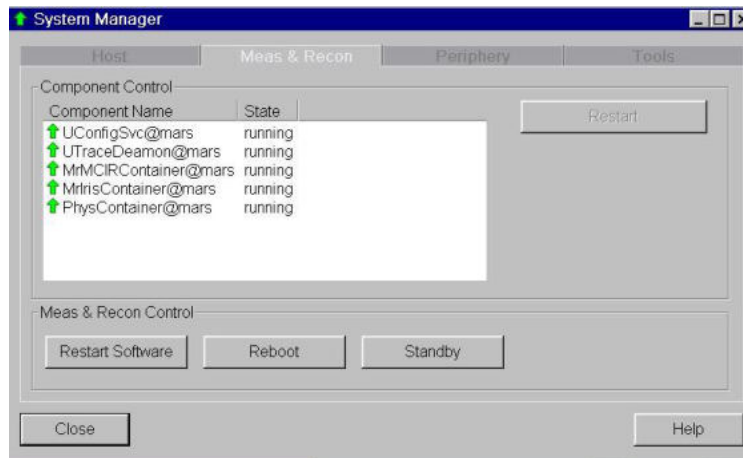 System Manager
Host Meas & Recon Periphery Tools
Component Control
Component Name State
UConfigSvc@mars running
UTraceDeamon@mars running
MrMCIRContainer@mars running
MrIrisContainer@mars running
PhysContainer@mars running
Restart
Meas & Recon Control
Restart Software Reboot Standby
Close Help